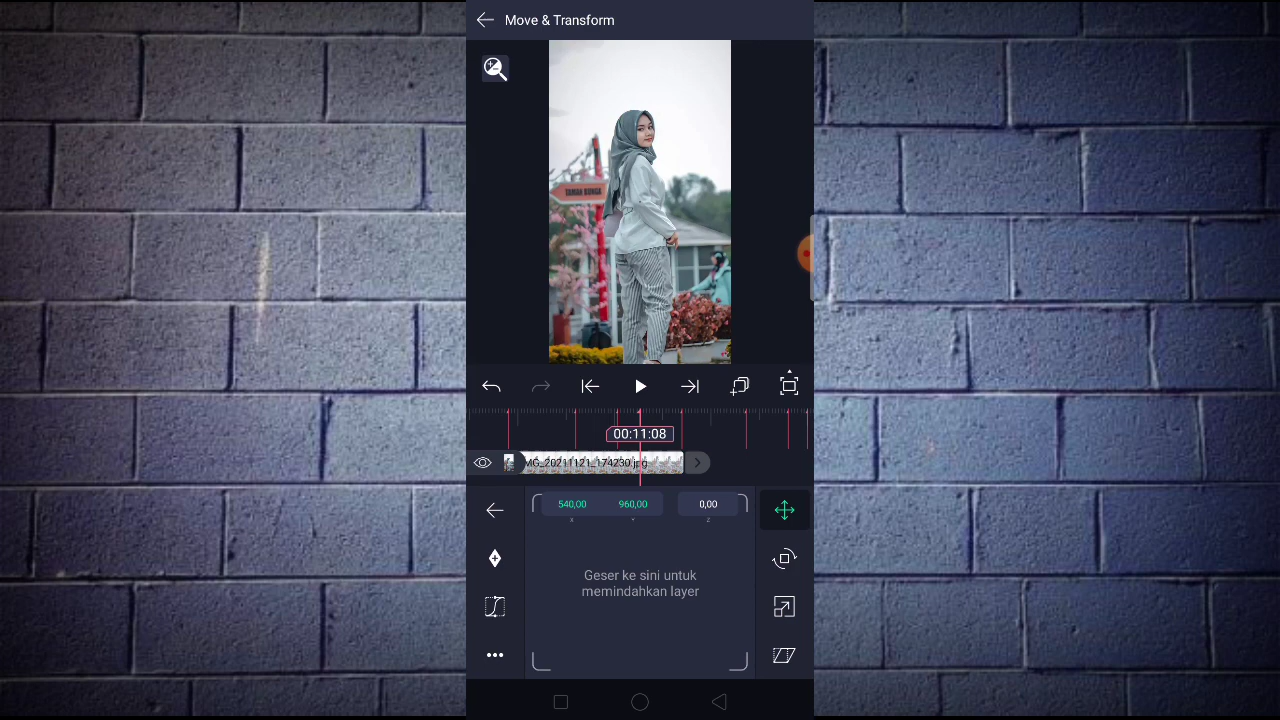 Move & Transform
TAMAN BUNGA
00:11:08
MG_20211121_174230.jpg
540,00 960,00 0,00
x y z
Geser ke sini untuk
memindahkan layer